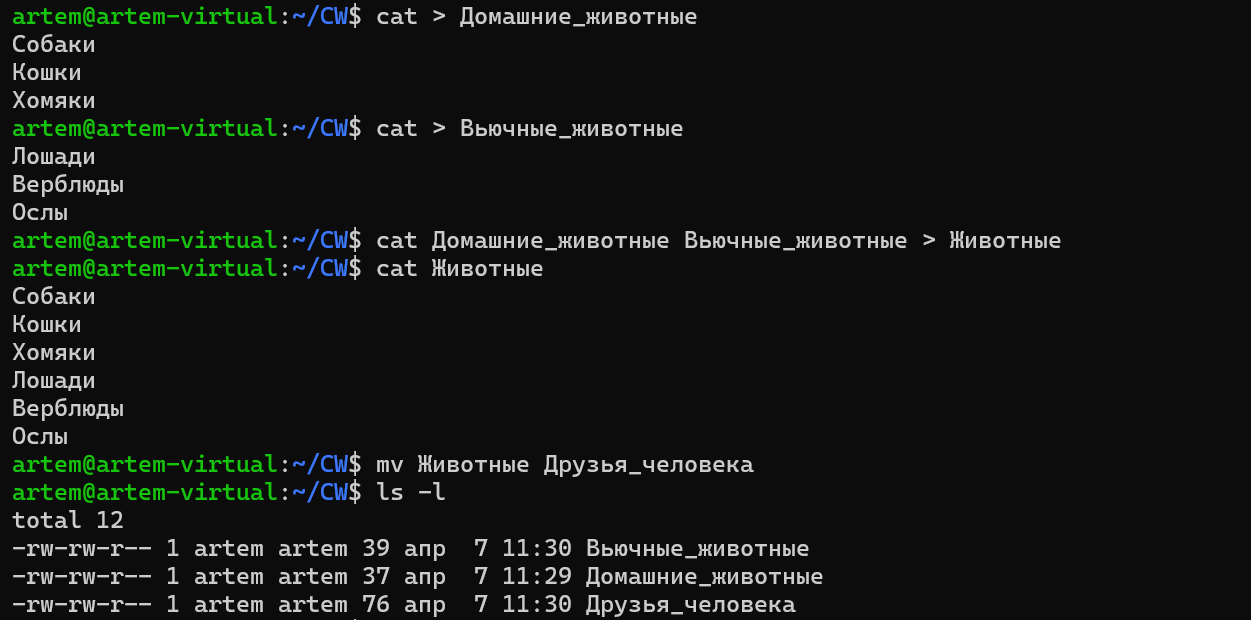 artem@artem-virtual:~/CW$ cat > Домашние_животные
Собаки
Кошки
Хомяки
artem@artem-virtual:~/CW$ cat > Вьючные_животные
Лошади
Верблюды
Ослы
artem@artem-virtual:~/CW$ cat Домашние_животные Вьючные_животные > Животные
artem@artem-virtual:~/CW$ cat Животные
Собаки
Кошки
Хомяки
Лошади
Верблюды
Ослы
artem@artem-virtual:~/CW$ mv Животные Друзья_человека
artem@artem-virtual:~/CW$ ls -l
total 12
-rw-rw-r-- 1 artem artem 39 апр  7 11:30 Вьючные_животные
-rw-rw-r-- 1 artem artem 37 апр  7 11:29 Домашние_животные
-rw-rw-r-- 1 artem artem 76 апр  7 11:30 Друзья_человека